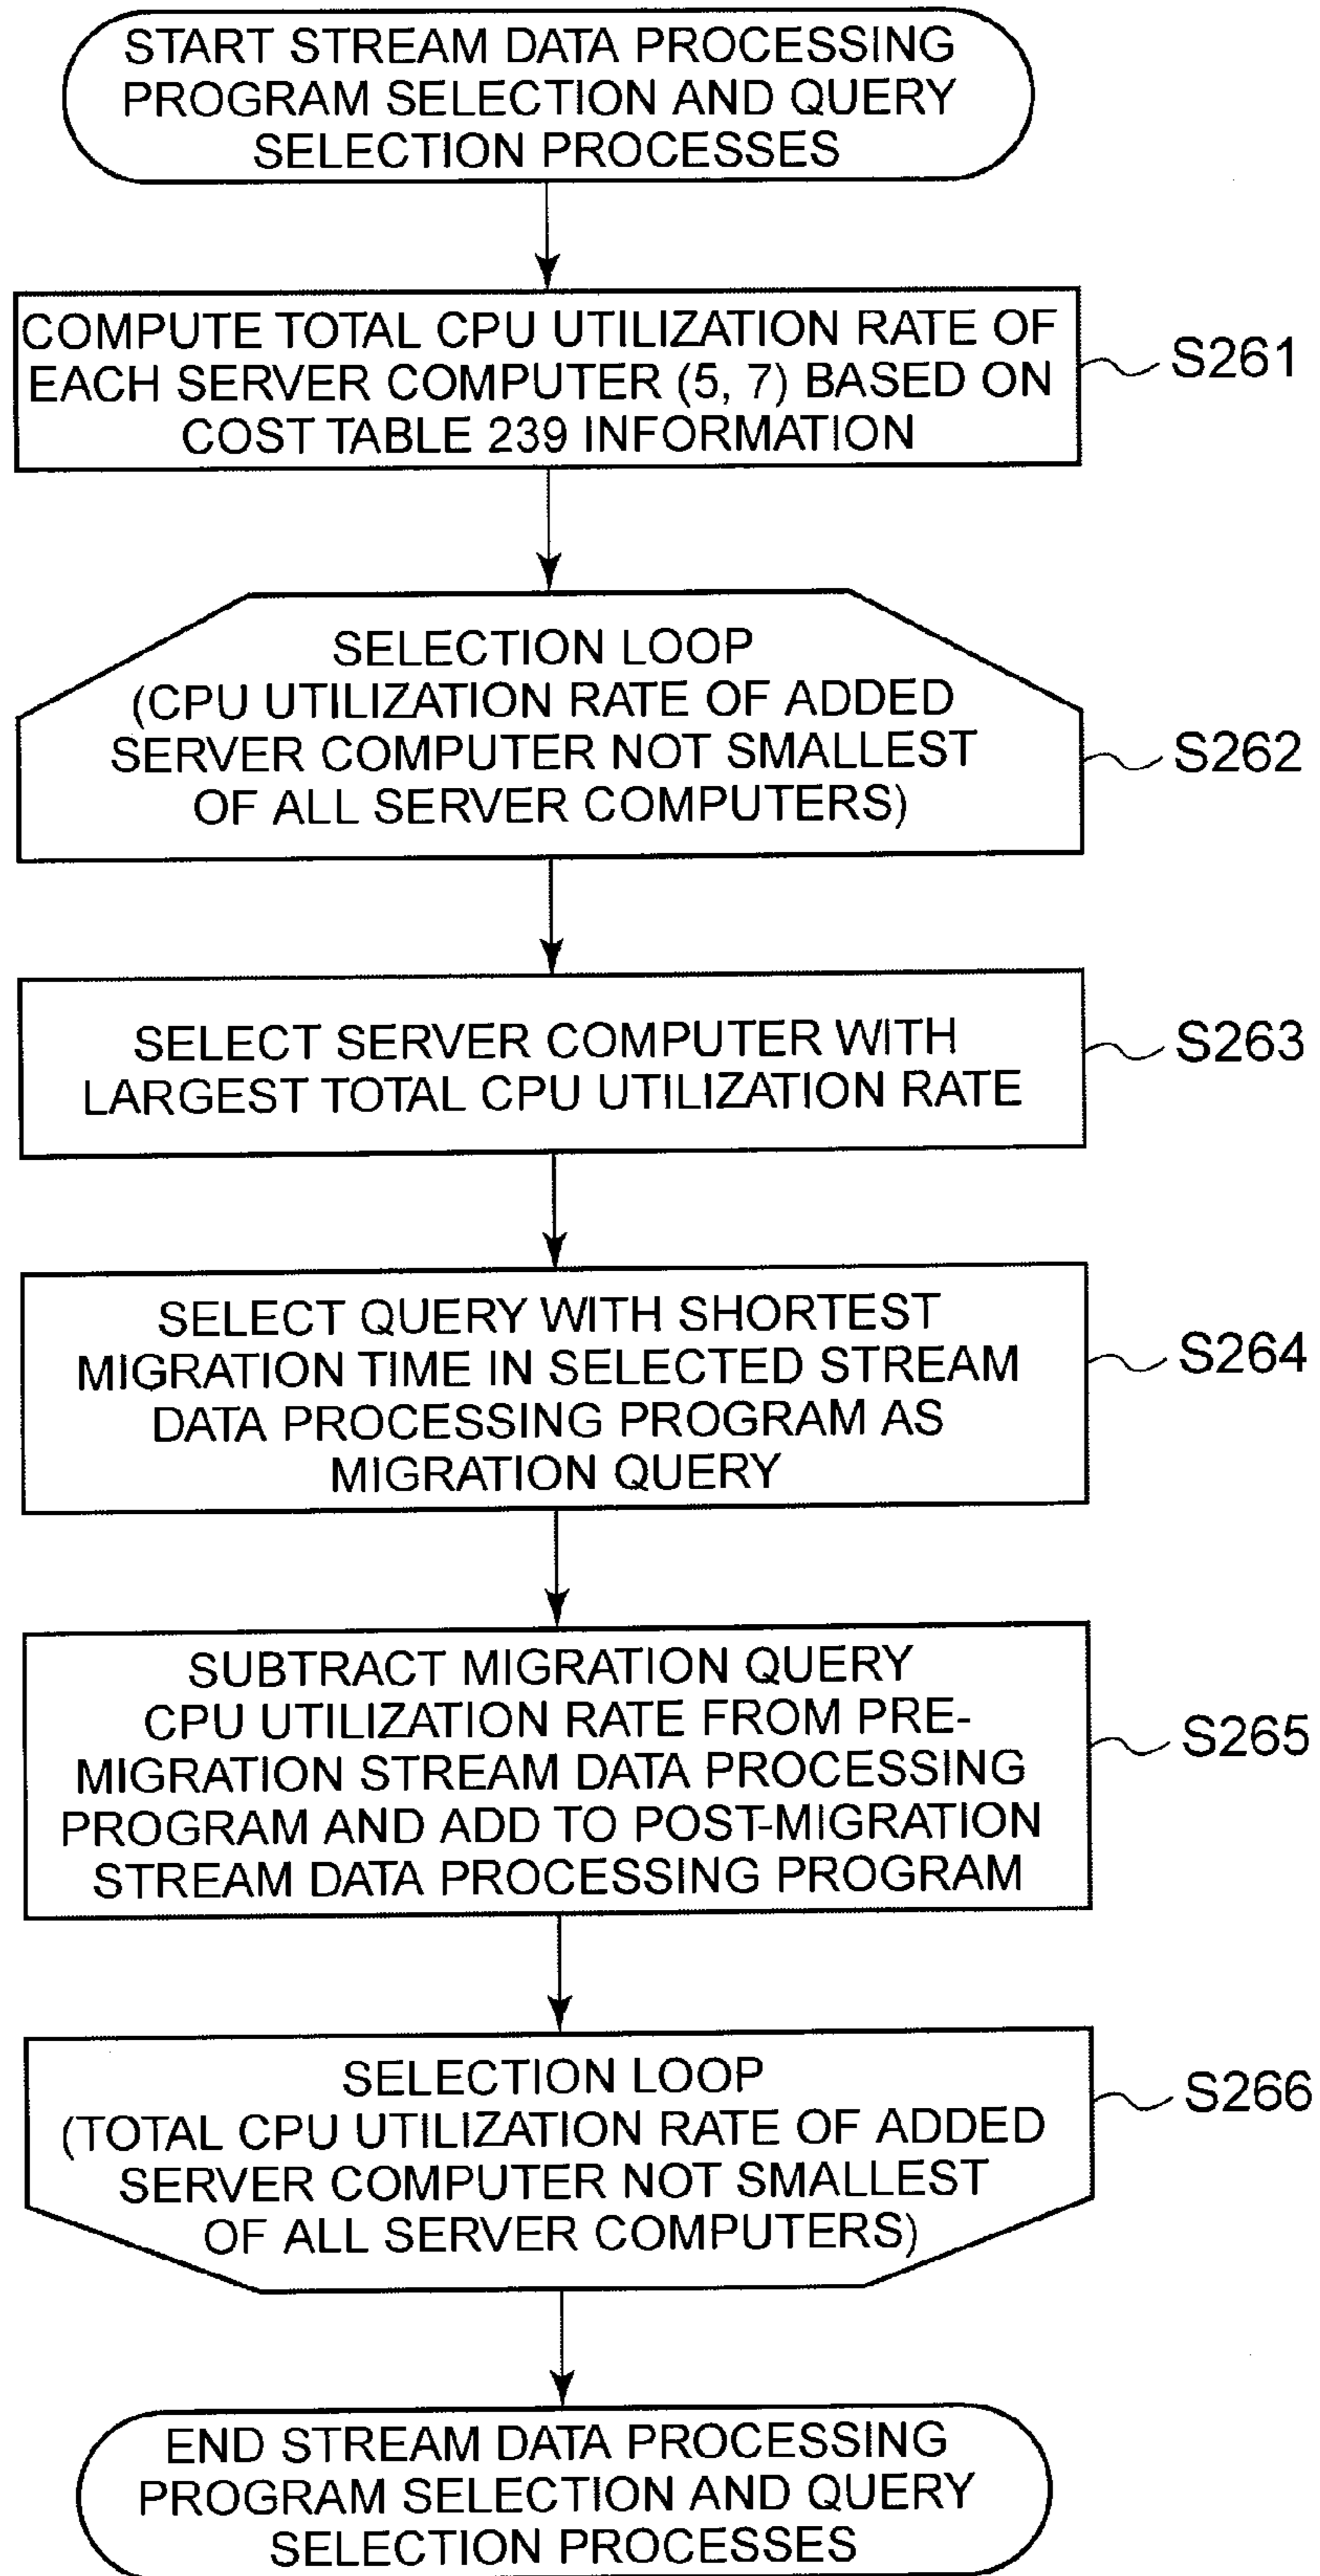 START STREAM DATA PROCESSING
PROGRAM SELECTION AND QUERY
SELECTION PROCESSES
COMPUTE TOTAL CPU UTILIZATION RATE OF
EACH SERVER COMPUTER (5, 7) BASED ON
COST TABLE 239 INFORMATION
S261
SELECTION LOOP
(CPU UTILIZATION RATE OF ADDED
SERVER COMPUTER NOT SMALLEST
OF ALL SERVER COMPUTERS)
S262
SELECT SERVER COMPUTER WITH
LARGEST TOTAL CPU UTILIZATION RATE
S263
SELECT QUERY WITH SHORTEST
MIGRATION TIME IN SELECTED STREAM
DATA PROCESSING PROGRAM AS
MIGRATION QUERY
S264
SUBTRACT MIGRATION QUERY
CPU UTILIZATION RATE FROM PRE-
MIGRATION STREAM DATA PROCESSING
PROGRAM AND ADD TO POST-MIGRATION
STREAM DATA PROCESSING PROGRAM
S265
SELECTION LOOP
(TOTAL CPU UTILIZATION RATE OF ADDED
SERVER COMPUTER NOT SMALLEST
OF ALL SERVER COMPUTERS)
S266
END STREAM DATA PROCESSING
PROGRAM SELECTION AND QUERY
SELECTION PROCESSES